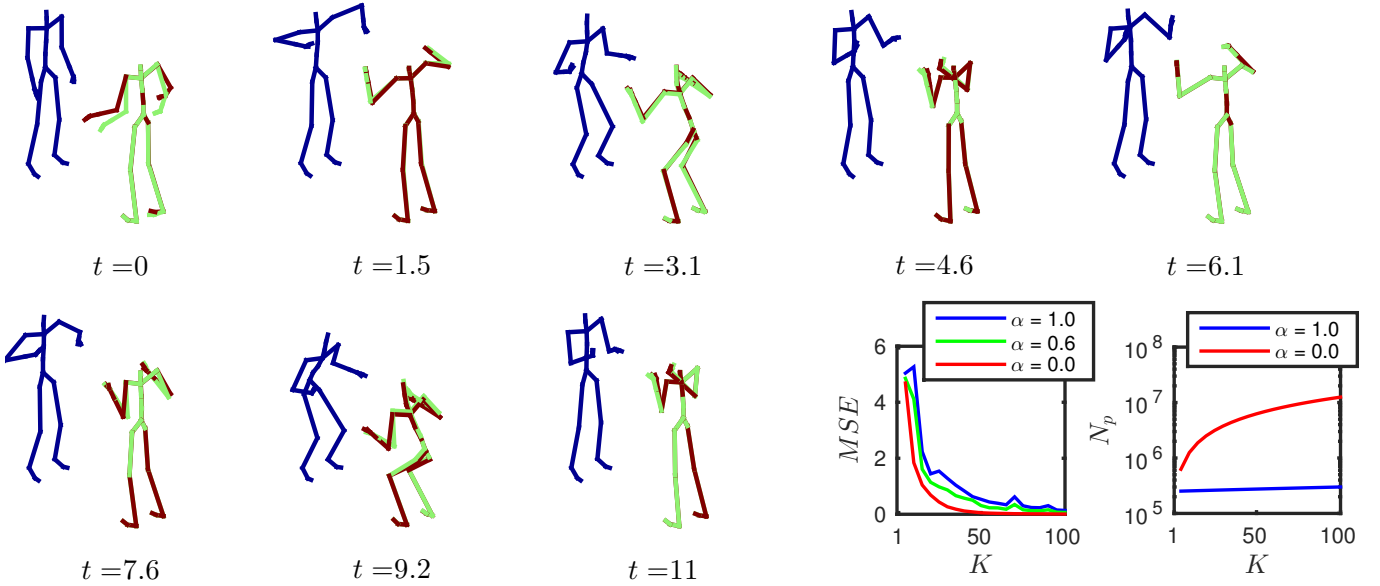 t =0
t =1.5
t =3.1
t =4.6
t =6.1
t =7.6
t =9.2
t =11
α = 1.0
α = 0.6
α = 0.0
MSE
6
4
2
0
1
50
100
K
α = 1.0
α = 0.0
N_p
10^8
10^7
10^6
10^5
1
50
100
K